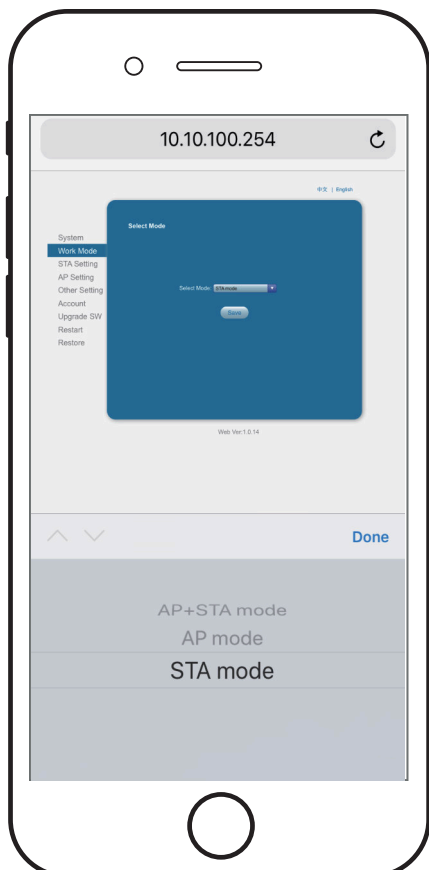 10.10.100.254
中文 | English
Select Mode
System
Work Mode
STA Setting
AP Setting
Other Setting
Account
Upgrade SW
Restart
Restore
Select Mode: STA mode
Save
Web Ver:1.0.14
Done
AP+STA mode
AP mode
STA mode